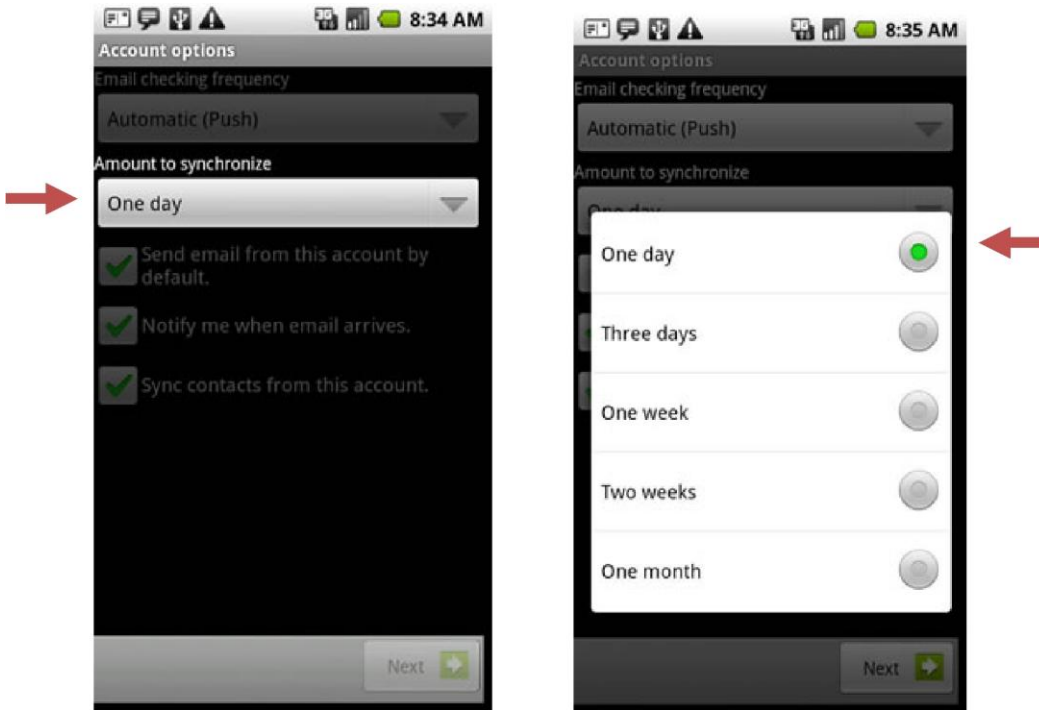 8:34 AM
Account options
Email checking frequency
Automatic (Push)
Amount to synchronize
One day
Send email from this account by
default.
Notify me when email arrives.
Sync contacts from this account.
Next
3G
8:35 AM
Account options
Email checking frequency
Automatic (Push)
Amount to synchronize
One day
One day
Three days
One week
Two weeks
One month
Next